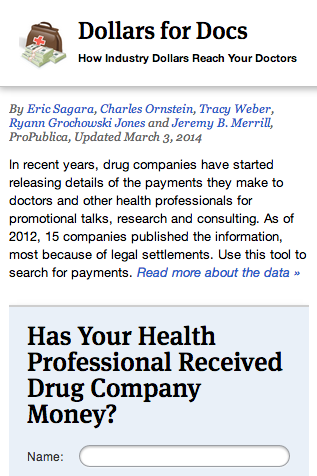 Dollars for Docs
How Industry Dollars Reach Your Doctors
By Eric Sagara, Charles Ornstein, Tracy Weber,
Ryann Grochowski Jones and Jeremy B. Merrill,
ProPublica, Updated March 3, 2014
In recent years, drug companies have started
releasing details of the payments they make to
doctors and other health professionals for
promotional talks, research and consulting. As of
2012, 15 companies published the information,
most because of legal settlements. Use this tool to
search for payments. Read more about the data »
Has Your Health
Professional Received
Drug Company
Money?
Name: